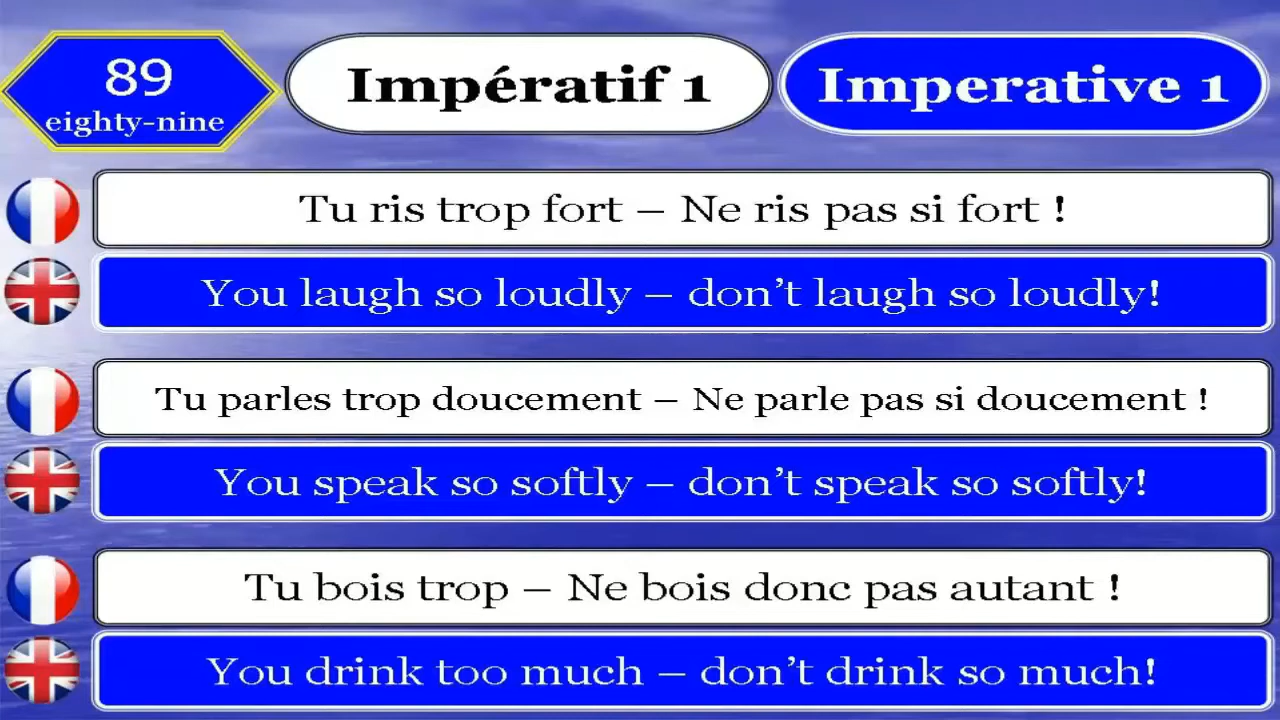 89
eighty-nine
Impératif 1
Imperative 1
Tu ris trop fort – Ne ris pas si fort !
You laugh so loudly – don’t laugh so loudly!
Tu parles trop doucement – Ne parle pas si doucement !
You speak so softly – don’t speak so softly!
Tu bois trop – Ne bois donc pas autant !
You drink too much – don’t drink so much!